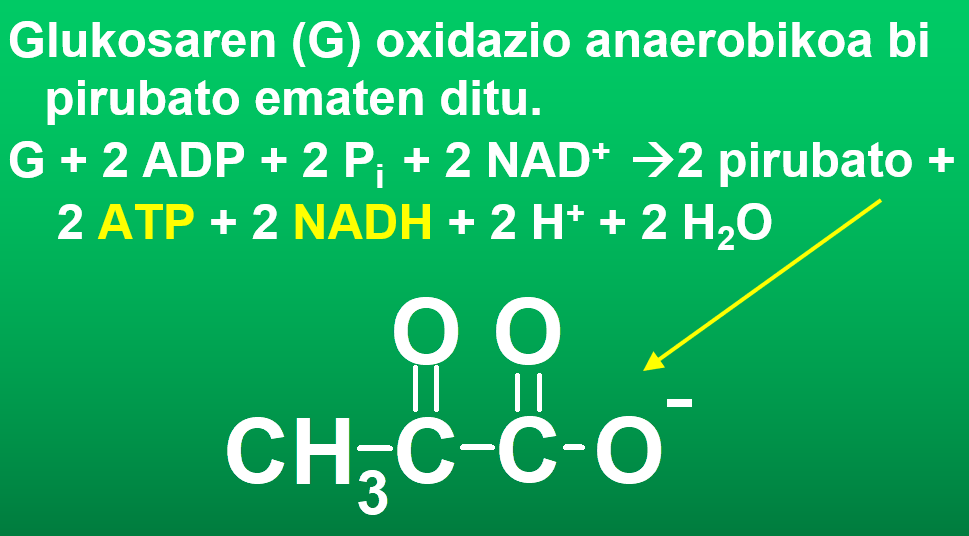 Glukosaren (G) oxidazio anaerobikoa bi
pirubato ematen ditu.
G + 2 ADP + 2 Pᵢ + 2 NAD⁺ →2 pirubato +
2 ATP + 2 NADH + 2 H⁺ + 2 H₂O
O O
CH₃–C–C-O⁻